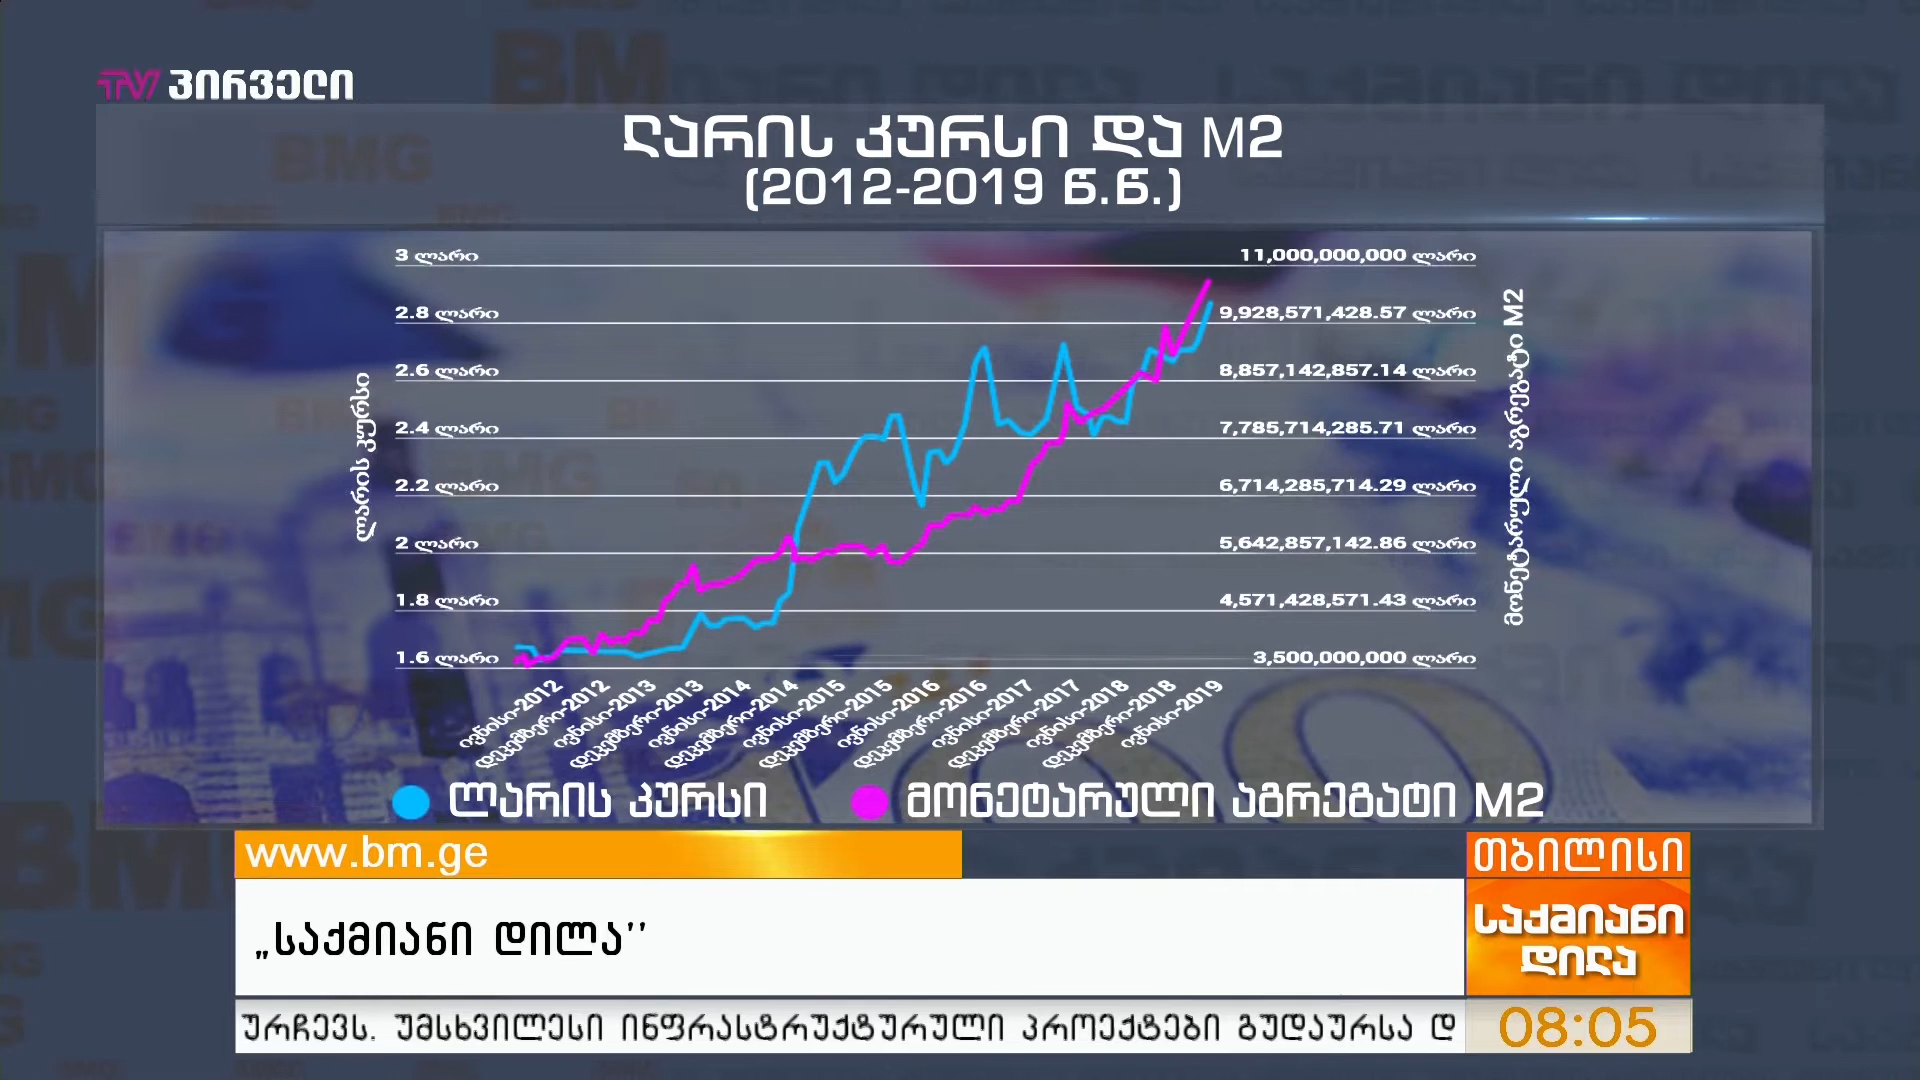 TV პირველი
ლარის კურსი და M2
(2012-2019 წ.წ.)
3 ლარი
11,000,000,000 ლარი
2.8 ლარი
9,928,571,428.57 ლარი
2.6 ლარი
8,857,142,857.14 ლარი
2.4 ლარი
7,785,714,285.71 ლარი
2.2 ლარი
6,714,285,714.29 ლარი
2 ლარი
5,642,857,142.86 ლარი
1.8 ლარი
4,571,428,571.43 ლარი
1.6 ლარი
3,500,000,000 ლარი
ლარის კურსი
მონეტარული აგრეგატი M2
ივნისი-2012
დეკემბერი-2012
ივნისი-2013
დეკემბერი-2013
ივნისი-2014
დეკემბერი-2014
ივნისი-2015
დეკემბერი-2015
ივნისი-2016
დეკემბერი-2016
ივნისი-2017
დეკემბერი-2017
ივნისი-2018
დეკემბერი-2018
ივნისი-2019
ლარის კურსი
მონეტარული აგრეგატი M2
www.bm.ge
თბილისი
„საქმიანი დილა’’
საქმიანი
დილა
ურჩევს. უმსხვილესი ინფრასტრუქტურული პროექტები გუდაურსა დ
08:05